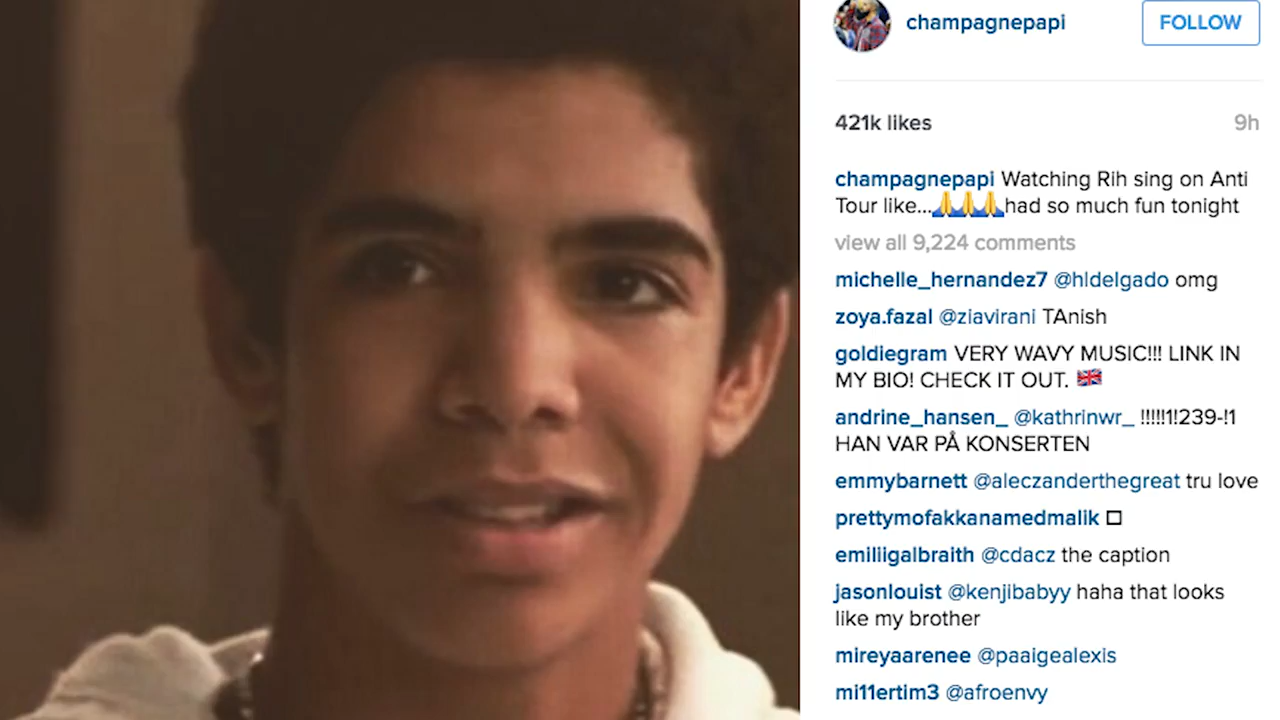 champagnepapi
FOLLOW
421k likes
9h
champagnepapi Watching Rih sing on Anti
Tour like...🙏🙏🙏had so much fun tonight
view all 9,224 comments
michelle_hernandez7 @hldelgado omg
zoya.fazal @ziavirani TAnish
goldiegram VERY WAVY MUSIC!!! LINK IN
MY BIO! CHECK IT OUT. 🇬🇧
andrine_hansen_ @kathrinwr_ !!!!!1!239-!1
HAN VAR PÅ KONSERTEN
emmybarnett @aleczanderthegreat tru love
prettymofakkanamedmalik □
emiliigalbraith @cdacz the caption
jasonlouist @kenjibabyy haha that looks
like my brother
mireyaarenee @paaigealexis
mi11ertim3 @afroenvy